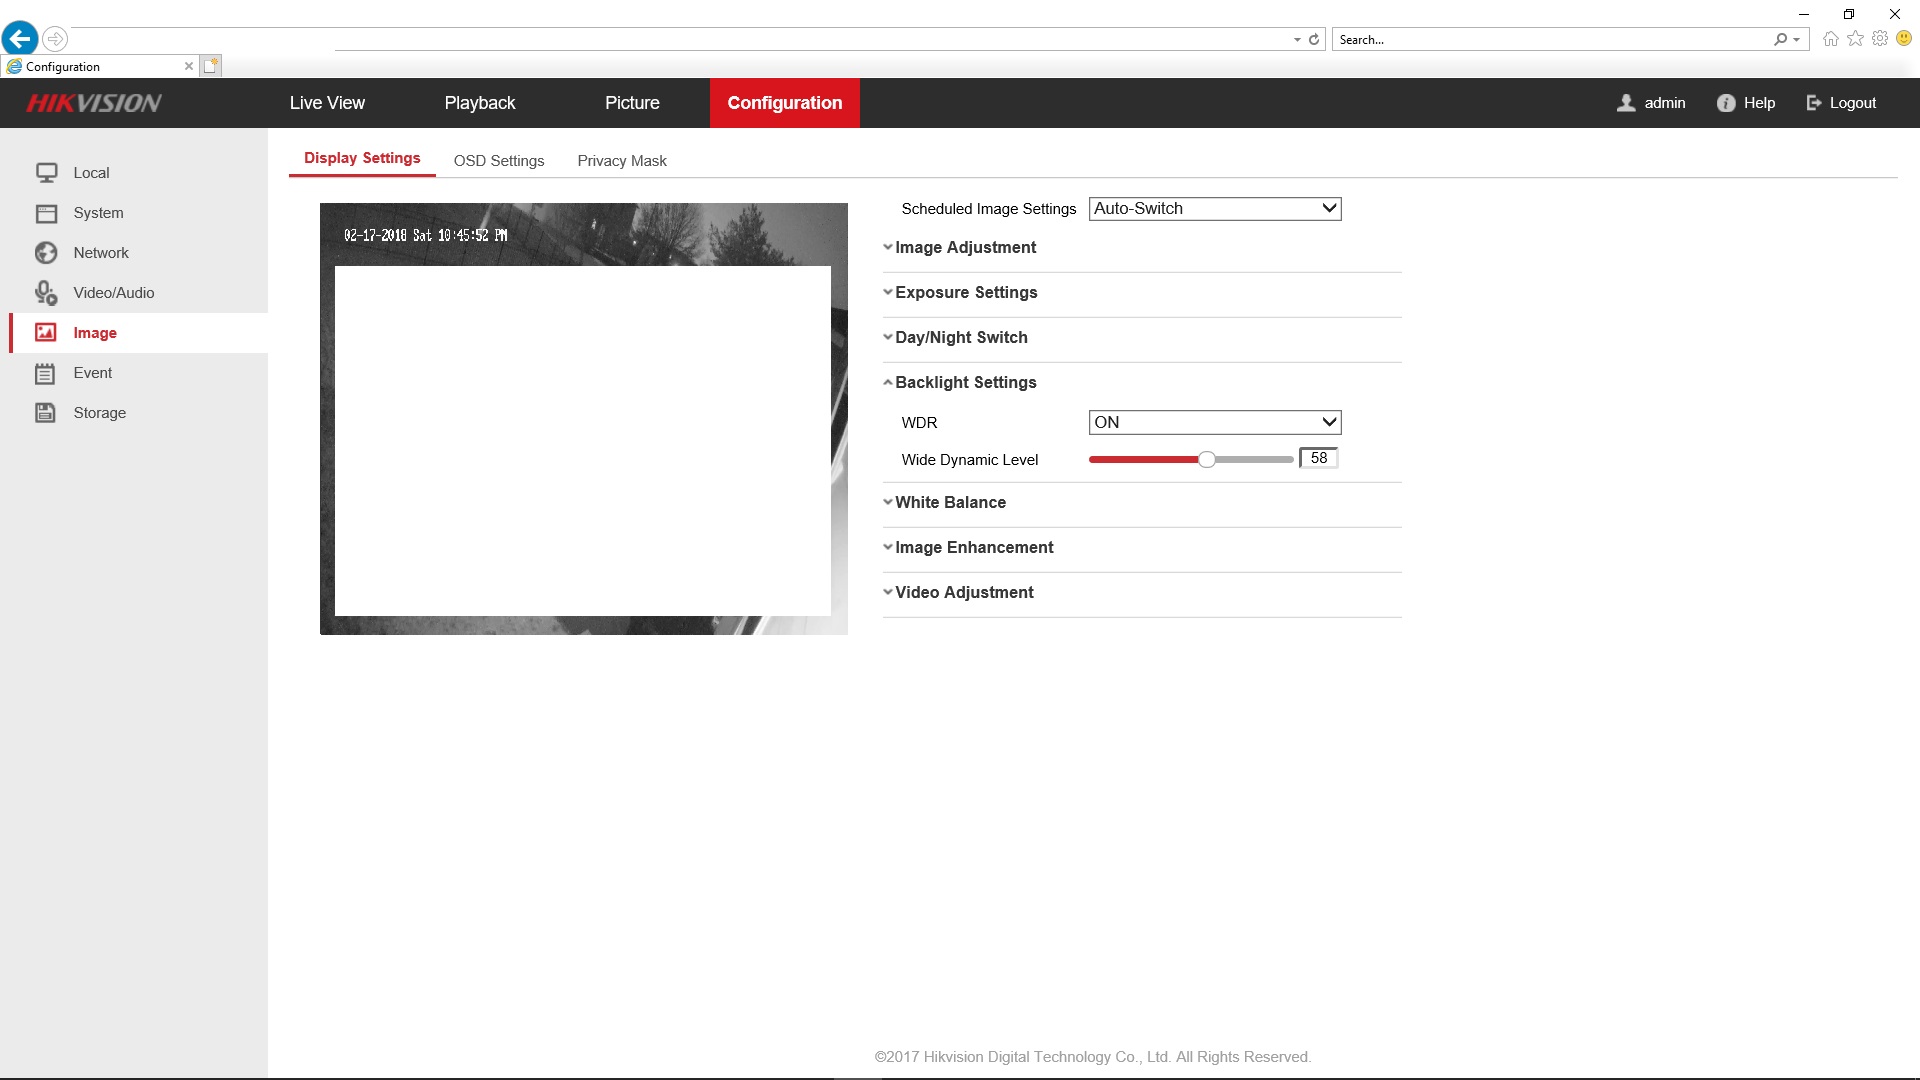 Search...
Configuration
HIKVISION
Live View
Playback
Picture
Configuration
admin
Help
Logout
Local
System
Network
Video/Audio
Image
Event
Storage
Display Settings
OSD Settings
Privacy Mask
02-17-2018 Sat 10:45:52 PM
Scheduled Image Settings
Auto-Switch
Image Adjustment
Exposure Settings
Day/Night Switch
Backlight Settings
WDR
ON
Wide Dynamic Level
58
White Balance
Image Enhancement
Video Adjustment
©2017 Hikvision Digital Technology Co., Ltd. All Rights Reserved.